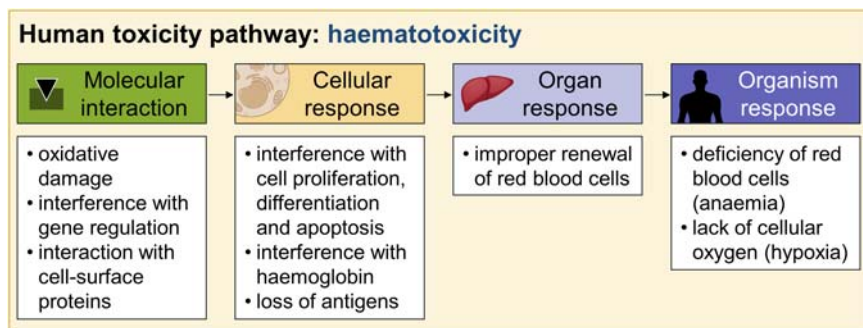 Human toxicity pathway: haematotoxicity
Molecular
interaction
Cellular
response
Organ
response
Organism
response
• oxidative
damage
• interference with
gene regulation
• interaction with
cell-surface
proteins
• interference with
cell proliferation,
differentiation
and apoptosis
• interference with
haemoglobin
• loss of antigens
• improper renewal
of red blood cells
• deficiency of red
blood cells
(anaemia)
• lack of cellular
oxygen (hypoxia)